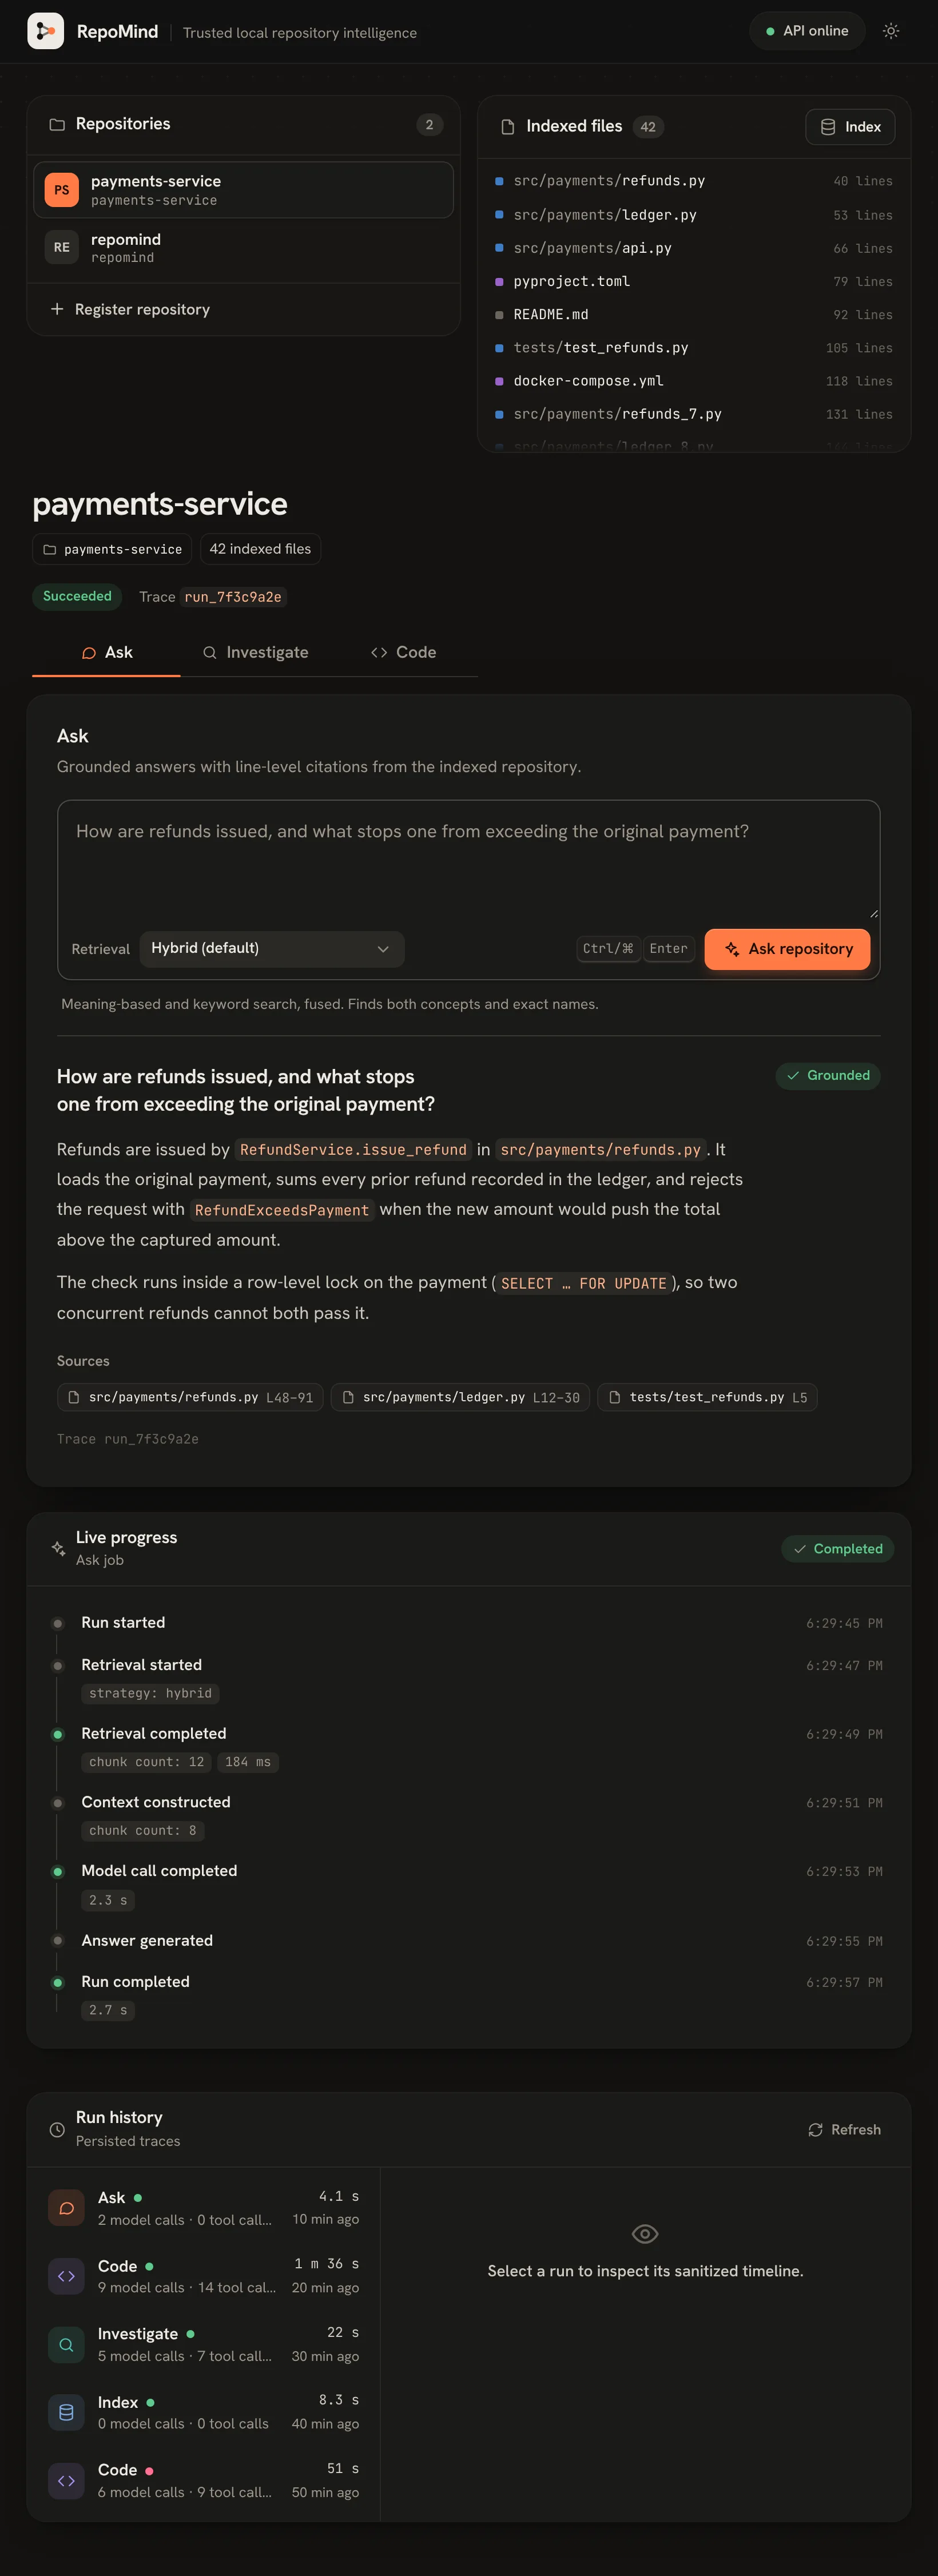 RepoMind
Trusted local repository intelligence
API online
Repositories
2
PS
payments-service
payments-service
RE
repomind
repomind
Register repository
Indexed files
42
Index
src/payments/refunds.py
40 lines
src/payments/ledger.py
53 lines
src/payments/api.py
66 lines
pyproject.toml
79 lines
README.md
92 lines
tests/test_refunds.py
105 lines
docker-compose.yml
118 lines
src/payments/refunds_7.py
131 lines
src/payments/ledger_8.py
144 lines
payments-service
payments-service
42 indexed files
Succeeded
Trace run_7f3c9a2e
Ask
Investigate
Code
Ask
Grounded answers with line-level citations from the indexed repository.
How are refunds issued, and what stops one from exceeding the original payment?
Retrieval
Hybrid (default)
Ctrl/⌘
Enter
Ask repository
Meaning-based and keyword search, fused. Finds both concepts and exact names.
How are refunds issued, and what stops
one from exceeding the original payment?
Grounded
Refunds are issued by RefundService.issue_refund in src/payments/refunds.py. It
loads the original payment, sums every prior refund recorded in the ledger, and rejects
the request with RefundExceedsPayment when the new amount would push the total
above the captured amount.
The check runs inside a row-level lock on the payment (SELECT … FOR UPDATE), so two
concurrent refunds cannot both pass it.
Sources
src/payments/refunds.py L48–91
src/payments/ledger.py L12–30
tests/test_refunds.py L5
Trace run_7f3c9a2e
Live progress
Ask job
Completed
Run started
6:29:45 PM
Retrieval started
6:29:47 PM
strategy: hybrid
Retrieval completed
6:29:49 PM
chunk count: 12
184 ms
Context constructed
6:29:51 PM
chunk count: 8
Model call completed
6:29:53 PM
2.3 s
Answer generated
6:29:55 PM
Run completed
6:29:57 PM
2.7 s
Run history
Persisted traces
Refresh
Ask
4.1 s
2 model calls · 0 tool call…
10 min ago
Code
1 m 36 s
9 model calls · 14 tool cal…
20 min ago
Investigate
22 s
5 model calls · 7 tool call…
30 min ago
Index
8.3 s
0 model calls · 0 tool calls
40 min ago
Code
51 s
6 model calls · 9 tool call…
50 min ago
Select a run to inspect its sanitized timeline.